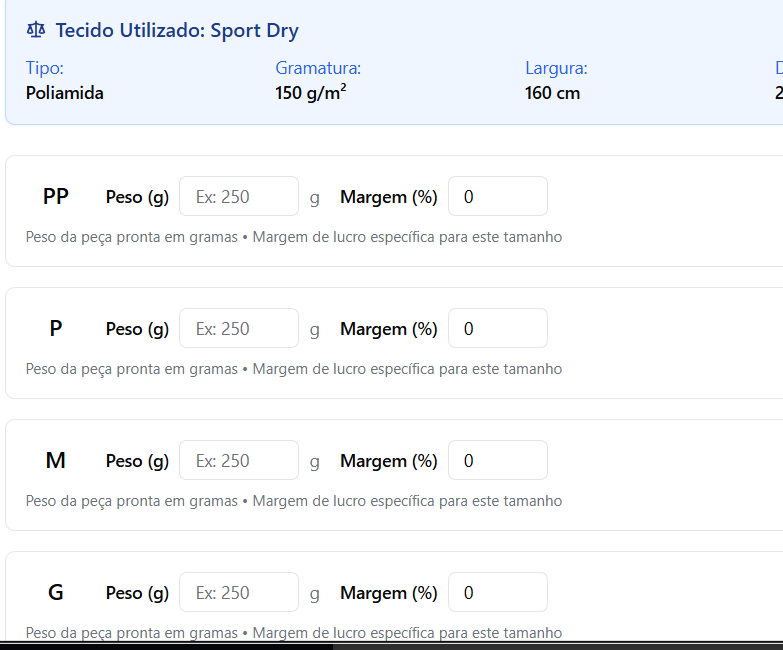 Tecido Utilizado: Sport Dry
Tipo: Gramatura: Largura: D
Poliamida 150 g/m² 160 cm 2
PP Peso (g) Ex: 250 g Margem (%) 0
Peso da peça pronta em gramas • Margem de lucro específica para este tamanho
P Peso (g) Ex: 250 g Margem (%) 0
Peso da peça pronta em gramas • Margem de lucro específica para este tamanho
M Peso (g) Ex: 250 g Margem (%) 0
Peso da peça pronta em gramas • Margem de lucro específica para este tamanho
G Peso (g) Ex: 250 g Margem (%) 0
Peso da peça pronta em gramas • Margem de lucro específica para este tamanho